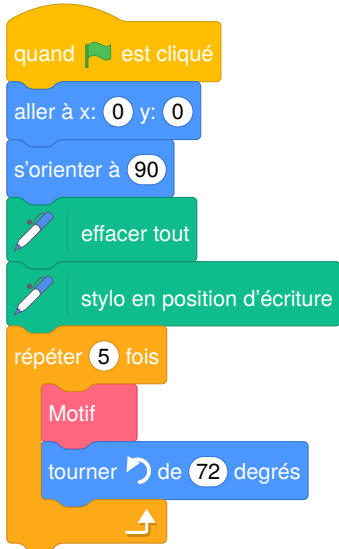 quand est cliqué
aller à x: 0 y: 0
s'orienter à 90
effacer tout
stylo en position d'écriture
répéter 5 fois
Motif
tourner de 72 degrés